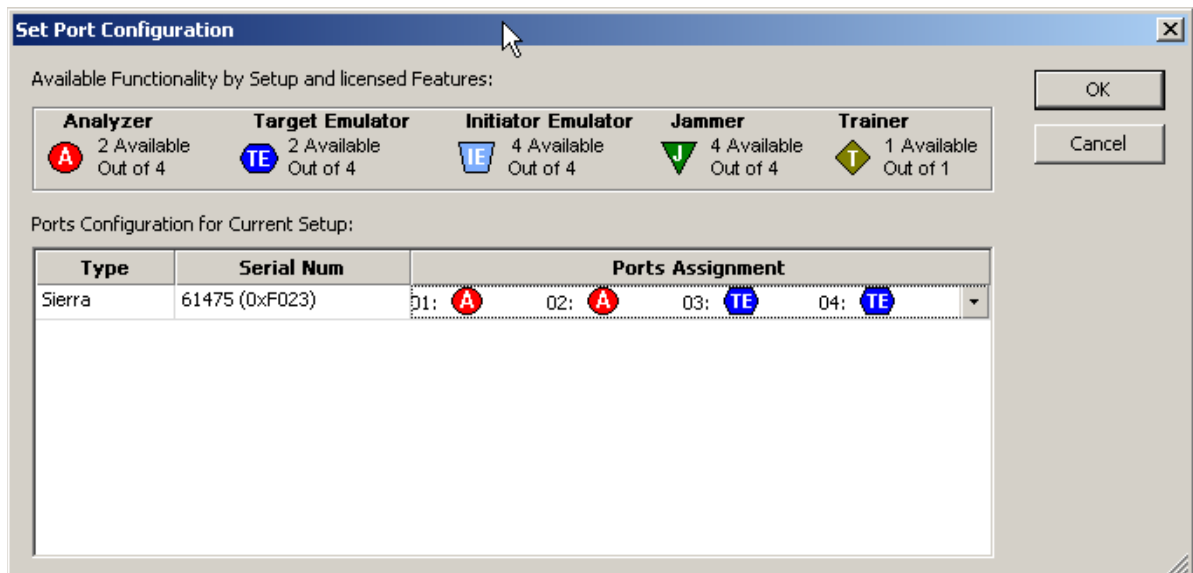 Set Port Configuration
Available Functionality by Setup and licensed Features:
OK
Cancel
Analyzer Target Emulator Initiator Emulator Jammer Trainer
A 2 Available TE 2 Available IE 4 Available J 4 Available T 1 Available
Out of 4 Out of 4 Out of 4 Out of 4 Out of 1
Ports Configuration for Current Setup:
Type Serial Num Ports Assignment
Sierra 61475 (0xF023) 01: A 02: A 03: TE 04: TE